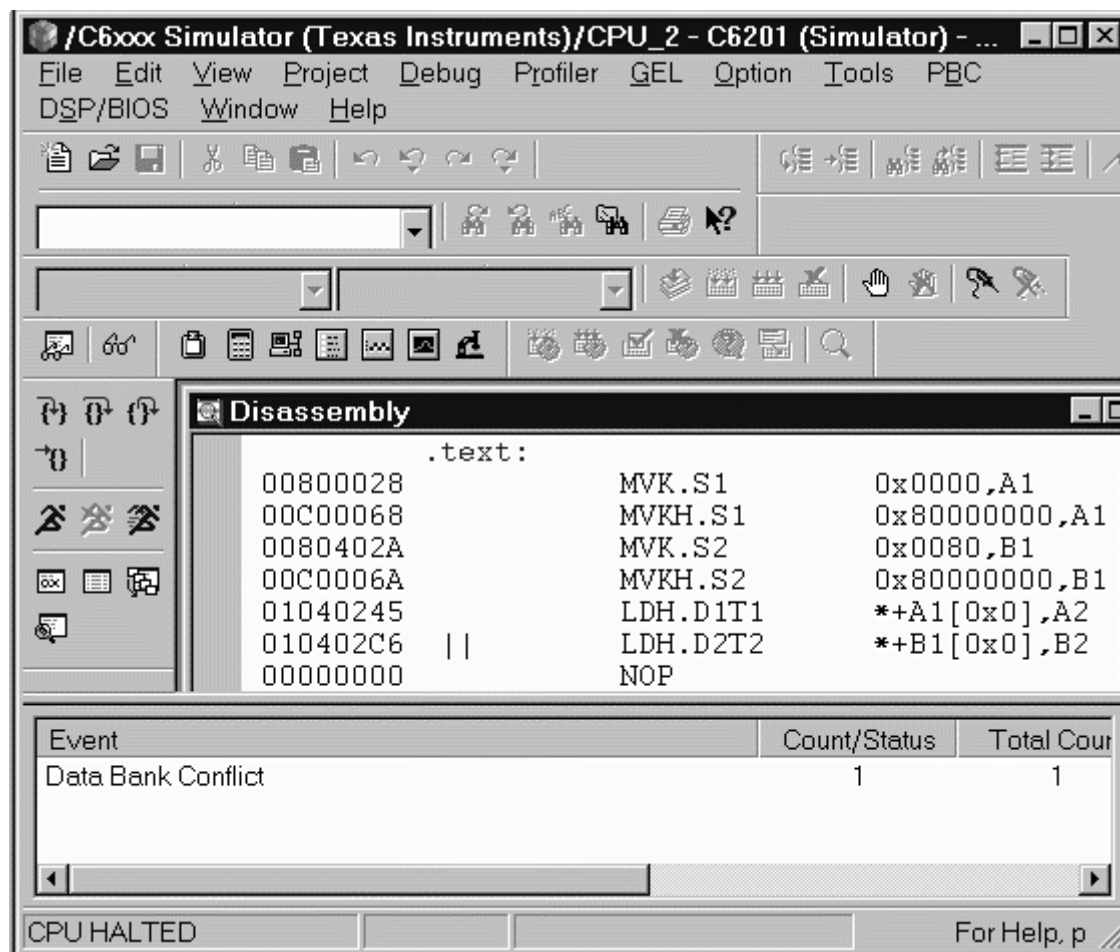 /C6xxx Simulator (Texas Instruments)/CPU_2 - C6201 (Simulator) - ...
File Edit View Project Debug Profiler GEL Option Tools PBC
DSP/BIOS Window Help
Disassembly
.text:
00800028 MVK.S1 0x0000,A1
00C00068 MVKH.S1 0x80000000,A1
0080402A MVK.S2 0x0080,B1
00C0006A MVKH.S2 0x80000000,B1
01040245 LDH.D1T1 *+A1[0x0],A2
010402C6 || LDH.D2T2 *+B1[0x0],B2
00000000 NOP
Event Count/Status Total Cour
Data Bank Conflict 1 1
CPU HALTED For Help, p